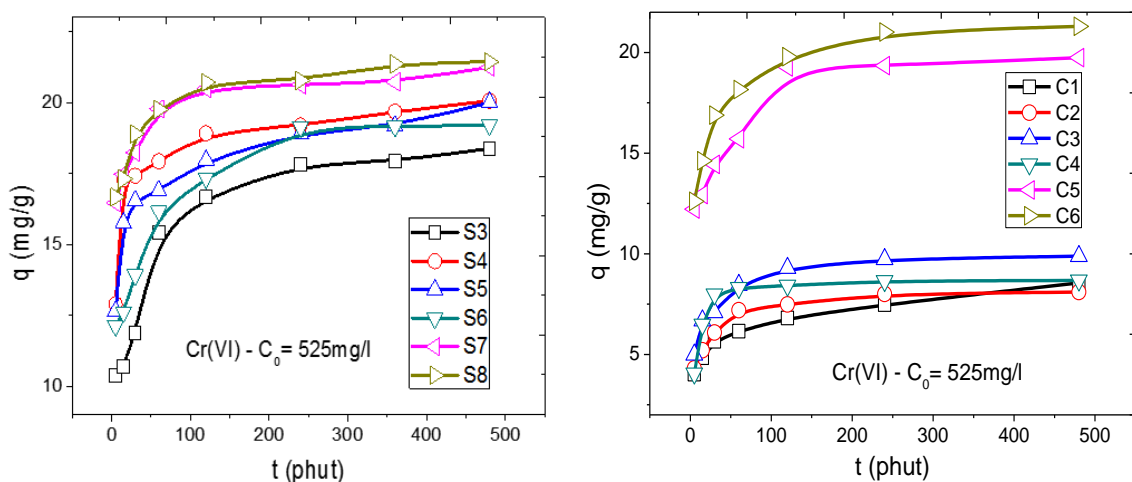 q (mg/g)
20
15
10
0
100
200
300
400
500
t (phut)
S3
S4
S5
S6
S7
S8
Cr(VI) - C0= 525mg/l
q (mg/g)
20
15
10
5
0
100
200
300
400
500
t (phut)
C1
C2
C3
C4
C5
C6
Cr(VI) - C0= 525mg/l